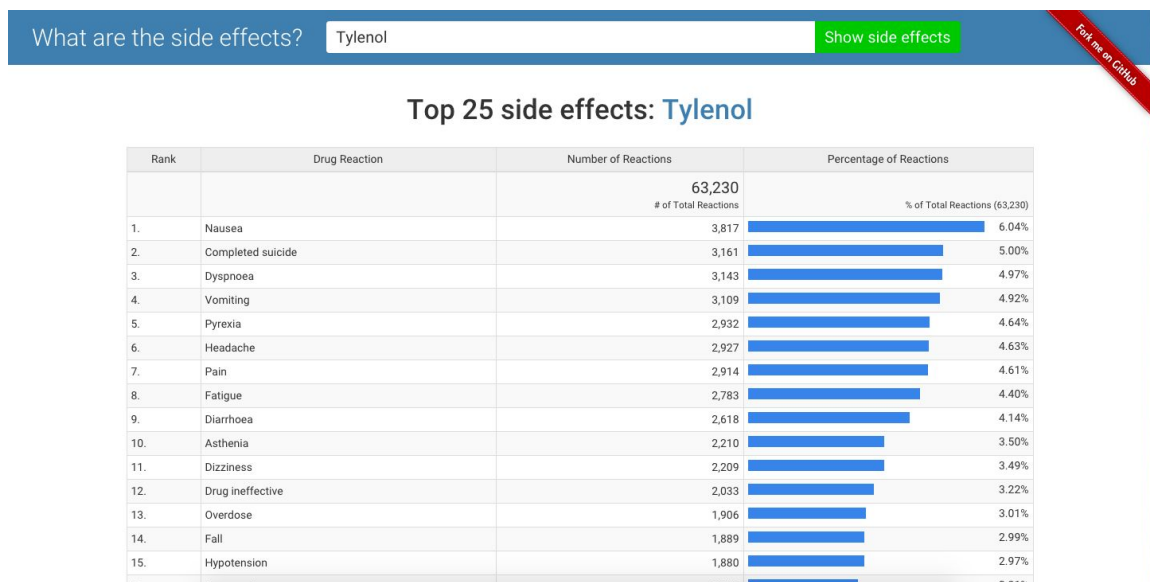 What are the side effects? Tylenol Show side effects
Fork me on GitHub
Top 25 side effects: Tylenol
Rank Drug Reaction Number of Reactions Percentage of Reactions
63,230
# of Total Reactions % of Total Reactions (63,230)
1. Nausea 3,817 6.04%
2. Completed suicide 3,161 5.00%
3. Dyspnoea 3,143 4.97%
4. Vomiting 3,109 4.92%
5. Pyrexia 2,932 4.64%
6. Headache 2,927 4.63%
7. Pain 2,914 4.61%
8. Fatigue 2,783 4.40%
9. Diarrhoea 2,618 4.14%
10. Asthenia 2,210 3.50%
11. Dizziness 2,209 3.49%
12. Drug ineffective 2,033 3.22%
13. Overdose 1,906 3.01%
14. Fall 1,889 2.99%
15. Hypotension 1,880 2.97%